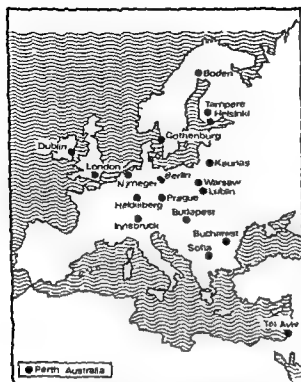 Boden
Tampere
Helsinki
Gothenburg
Dublin
Kaunas
London
Berlin
Nijmegen
Warsaw
Lublin
Prague
Heidelberg
Budapest
Innsbruck
Bucharest
Sofia
Tel Aviv
Perth Australia